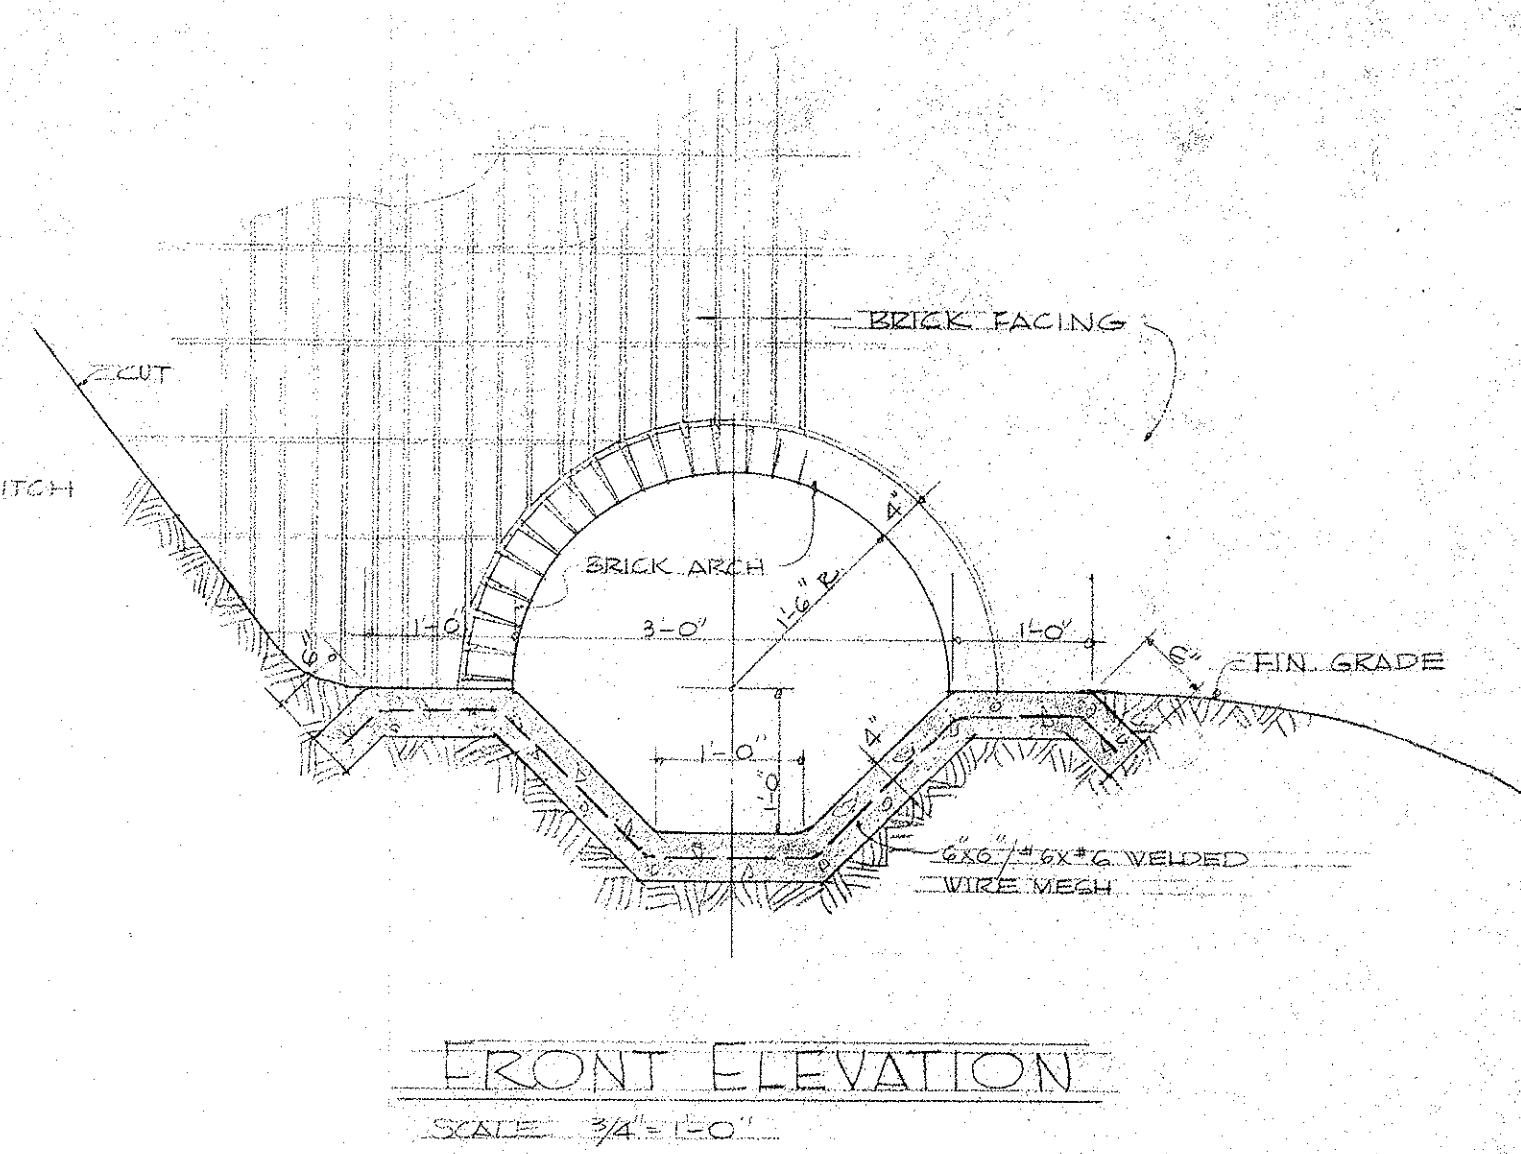 BRICK FACING
CUT
ITCH
4"
BRICK ARCH
1'-6" R
1'-0"
3'-0"
1'-0"
6"
6"
FIN. GRADE
1'-0"
1'-0"
4"
6x6"/#6x#6 WELDED
WIRE MESH
FRONT ELEVATION
SCALE 3/4"=1'-0"